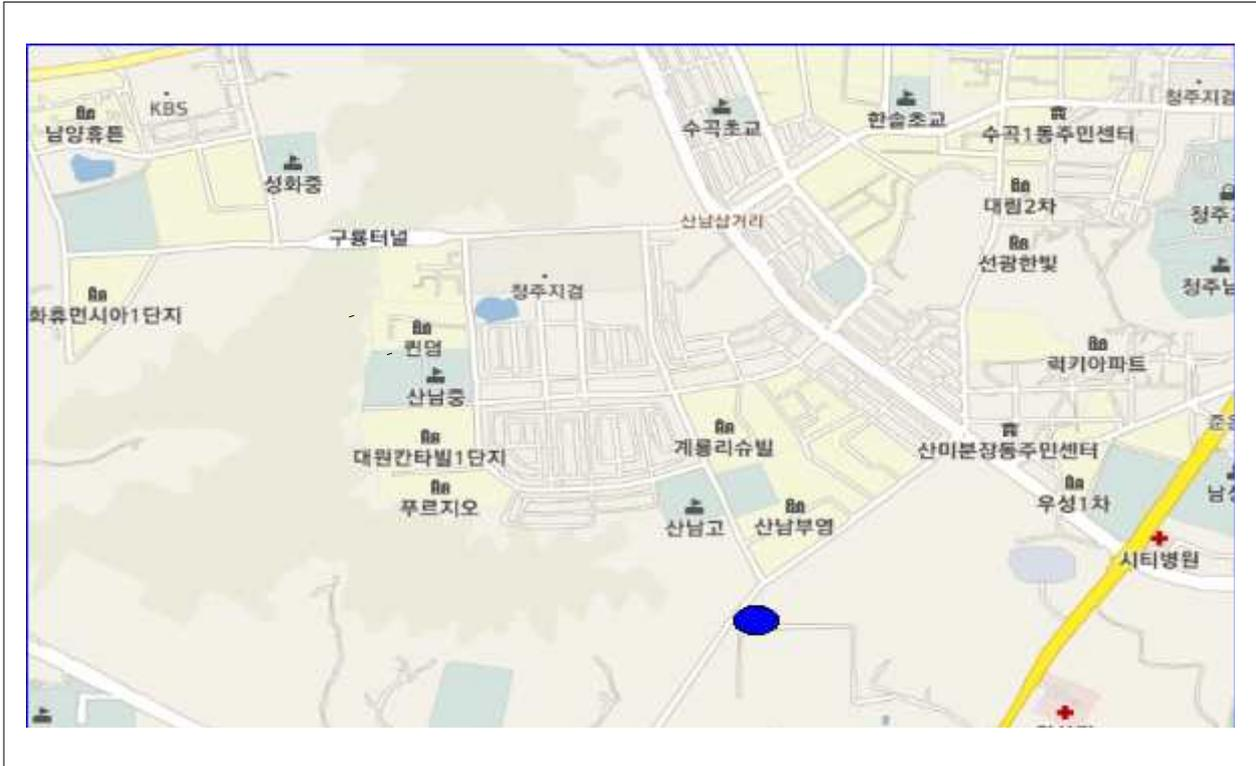 KBS
남양휴튼
성화중
수곡초교
한솔초교
청주지검
수곡1동주민센터
대림2차
산남삼거리
구룡터널
선광한빛
청주지검
화휴먼시아1단지
퀸덤
럭키아파트
산남중
계룡리슈빌
산미분장동주민센터
대원칸타빌1단지
푸르지오
우성1차
산남고
산남부영
시티병원